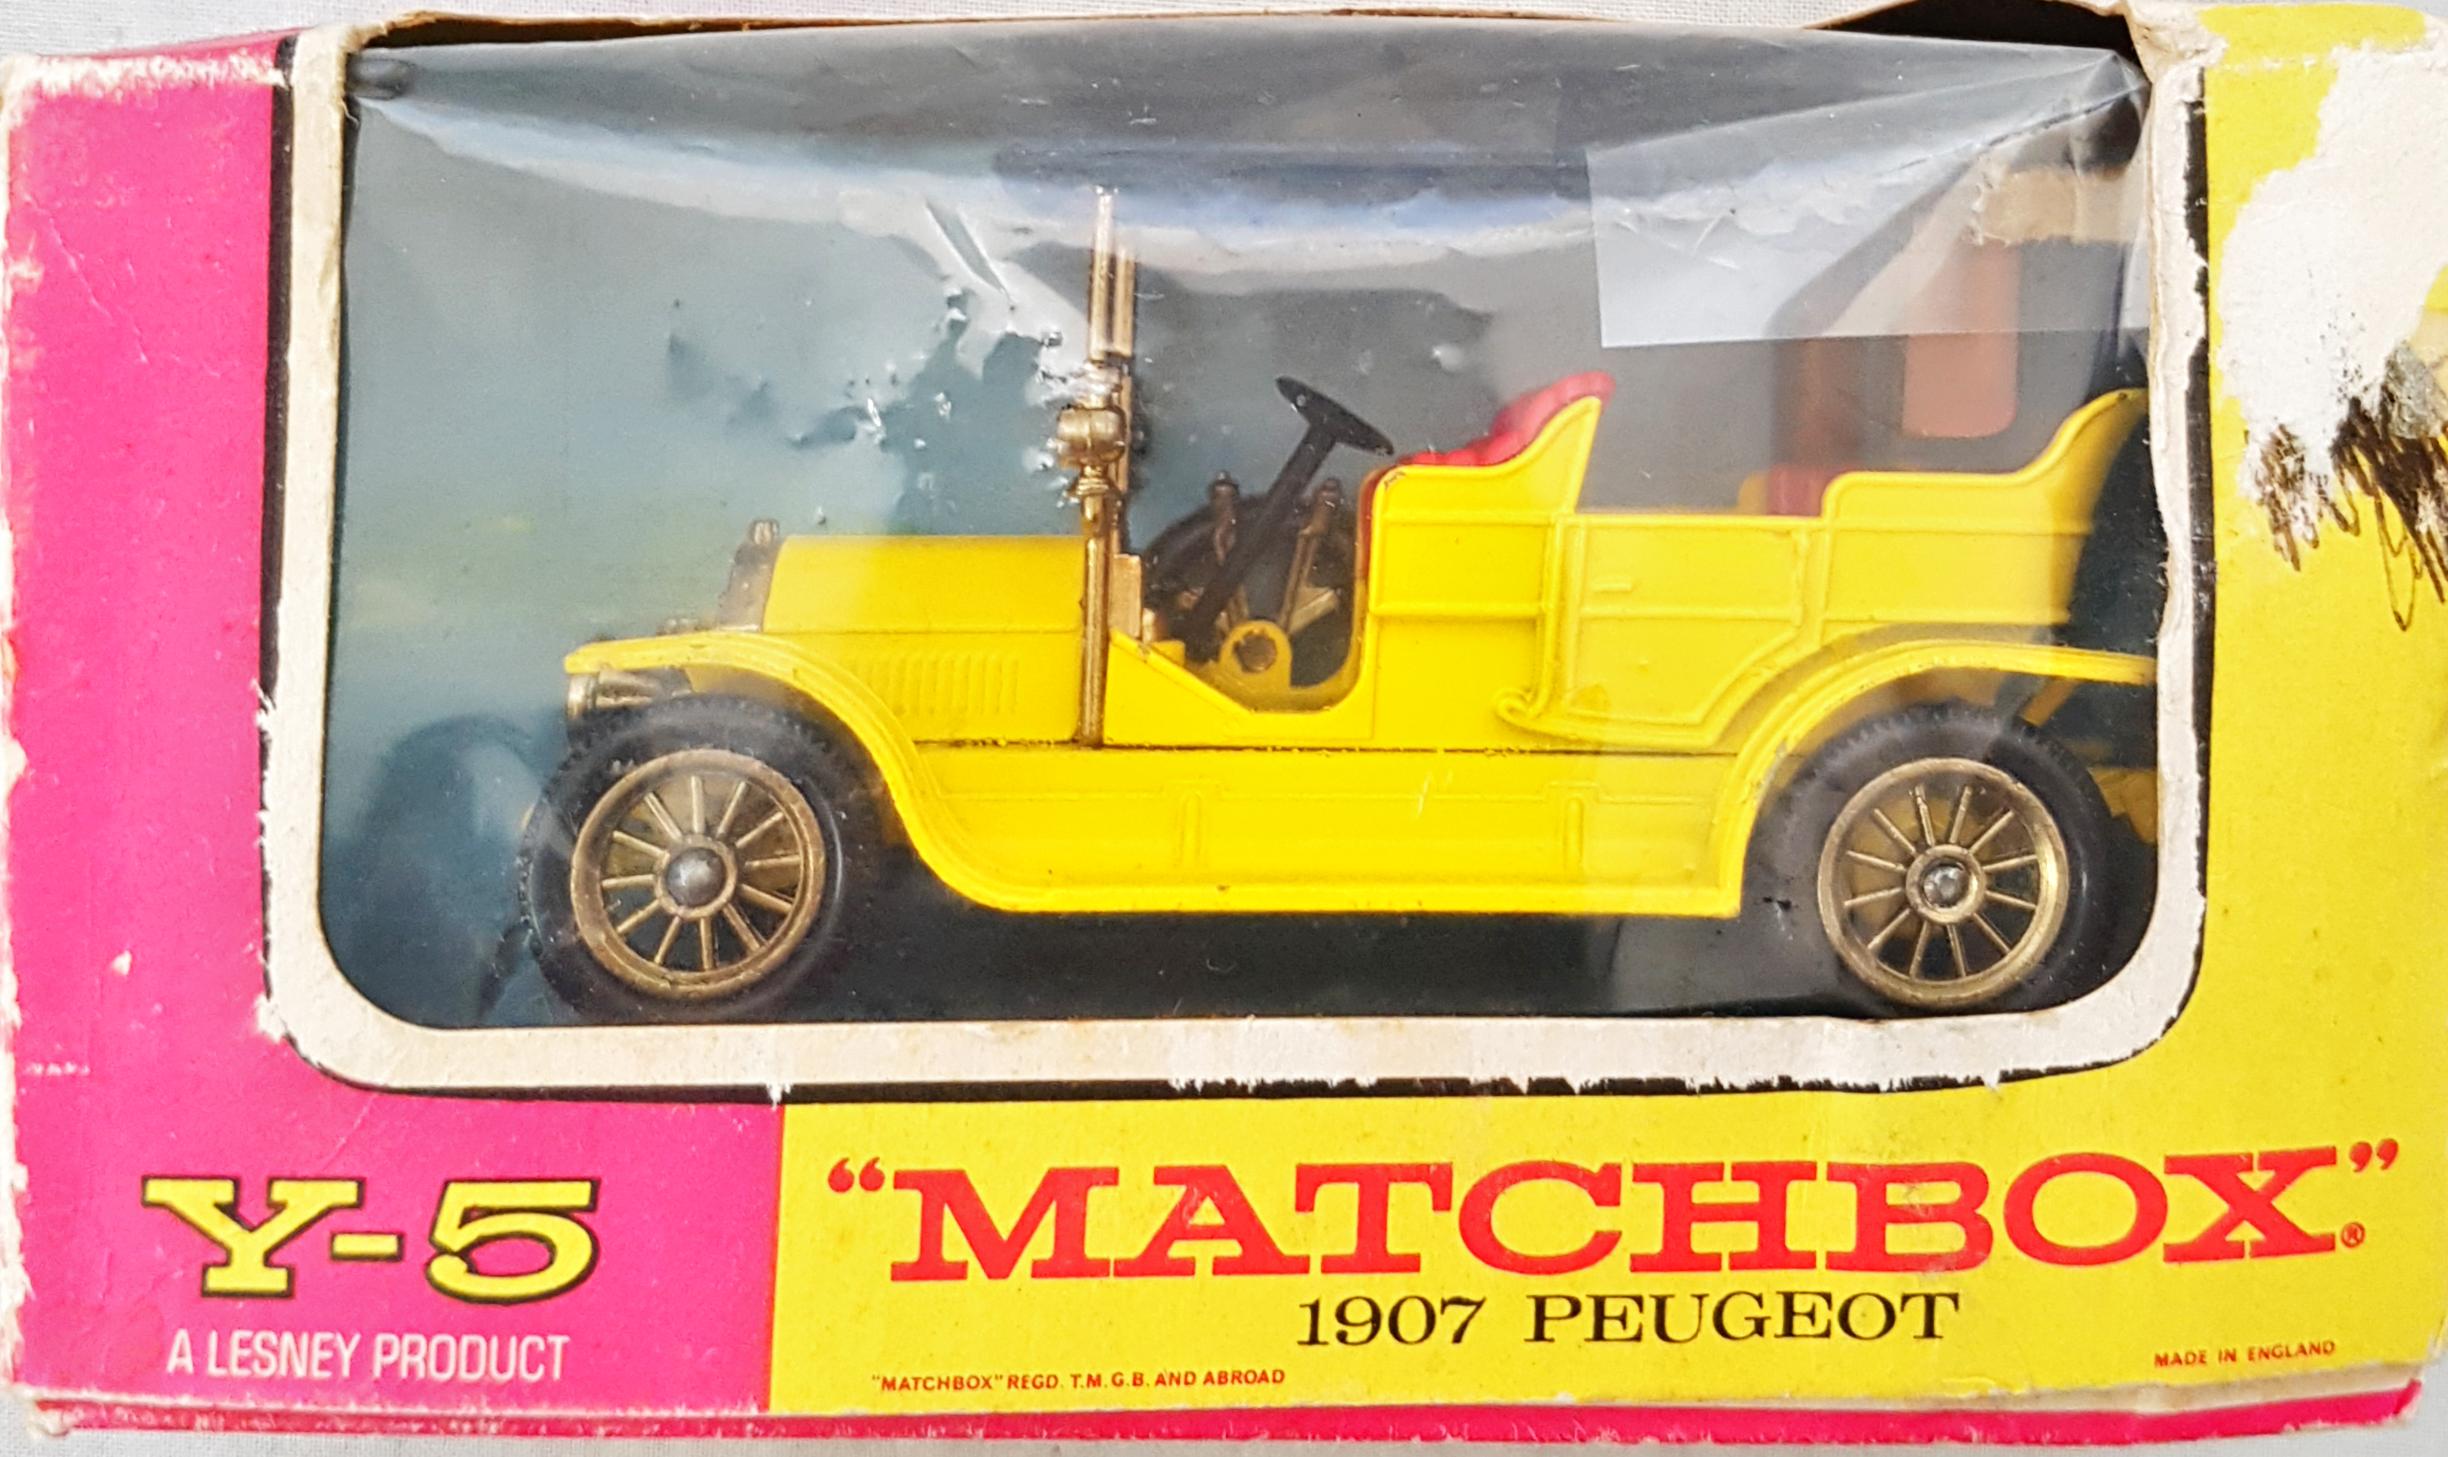 Y-5
A LESNEY PRODUCT
“MATCHBOX”®
1907 PEUGEOT
"MATCHBOX" REGD. T.M. G.B. AND ABROAD
MADE IN ENGLAND